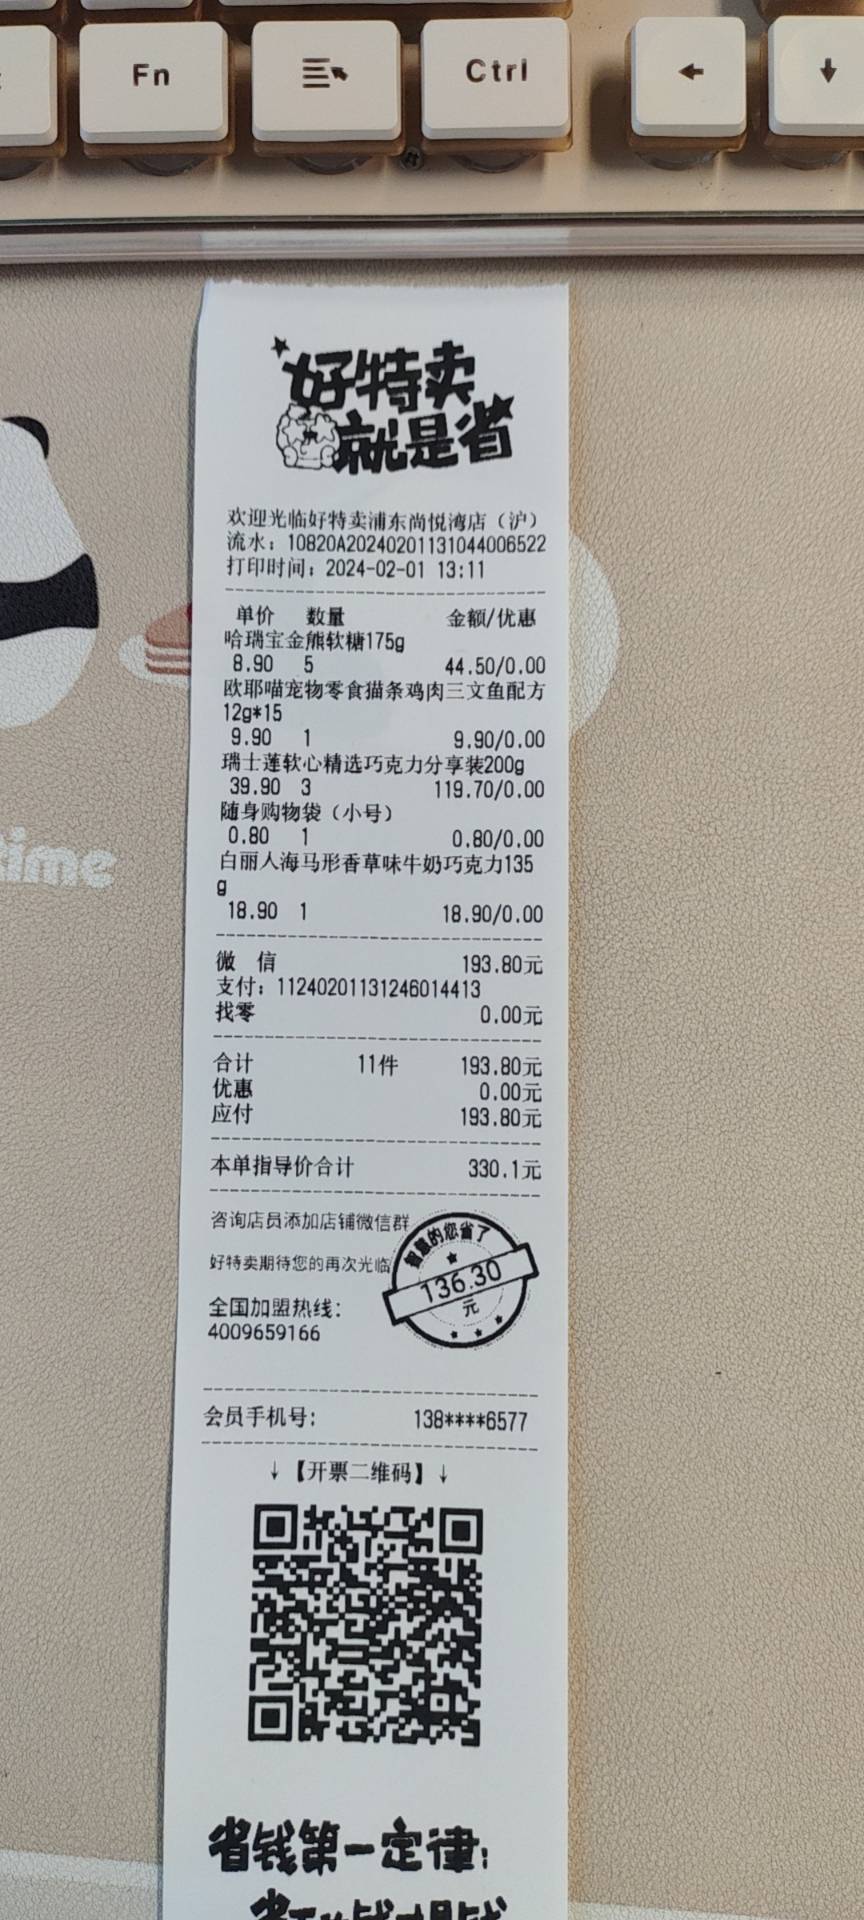 Fn
Ctrl
←
↓
好特卖
就是省
欢迎光临好特卖浦东尚悦湾店（沪）
流水：10820A20240201131044006522
打印时间：2024-02-01 13:11
单价 数量 金额/优惠
哈瑞宝金熊软糖175g
8.90 5 44.50/0.00
欧耶喵宠物零食猫条鸡肉三文鱼配方
12g*15
9.90 1 9.90/0.00
瑞士莲软心精选巧克力分享装200g
39.90 3 119.70/0.00
随身购物袋（小号）
0.80 1 0.80/0.00
白丽人海马形香草味牛奶巧克力135
g
18.90 1 18.90/0.00
微 信 193.80元
支付：11240201131246014413
找零 0.00元
合计 11件 193.80元
优惠 0.00元
应付 193.80元
本单指导价合计 330.1元
咨询店员添加店铺微信群
好特卖期待您的再次光临
智慧的您省了
136.30
元
全国加盟热线：
4009659166
会员手机号： 138****6577
↓【开票二维码】↓
省钱第一定律：
time